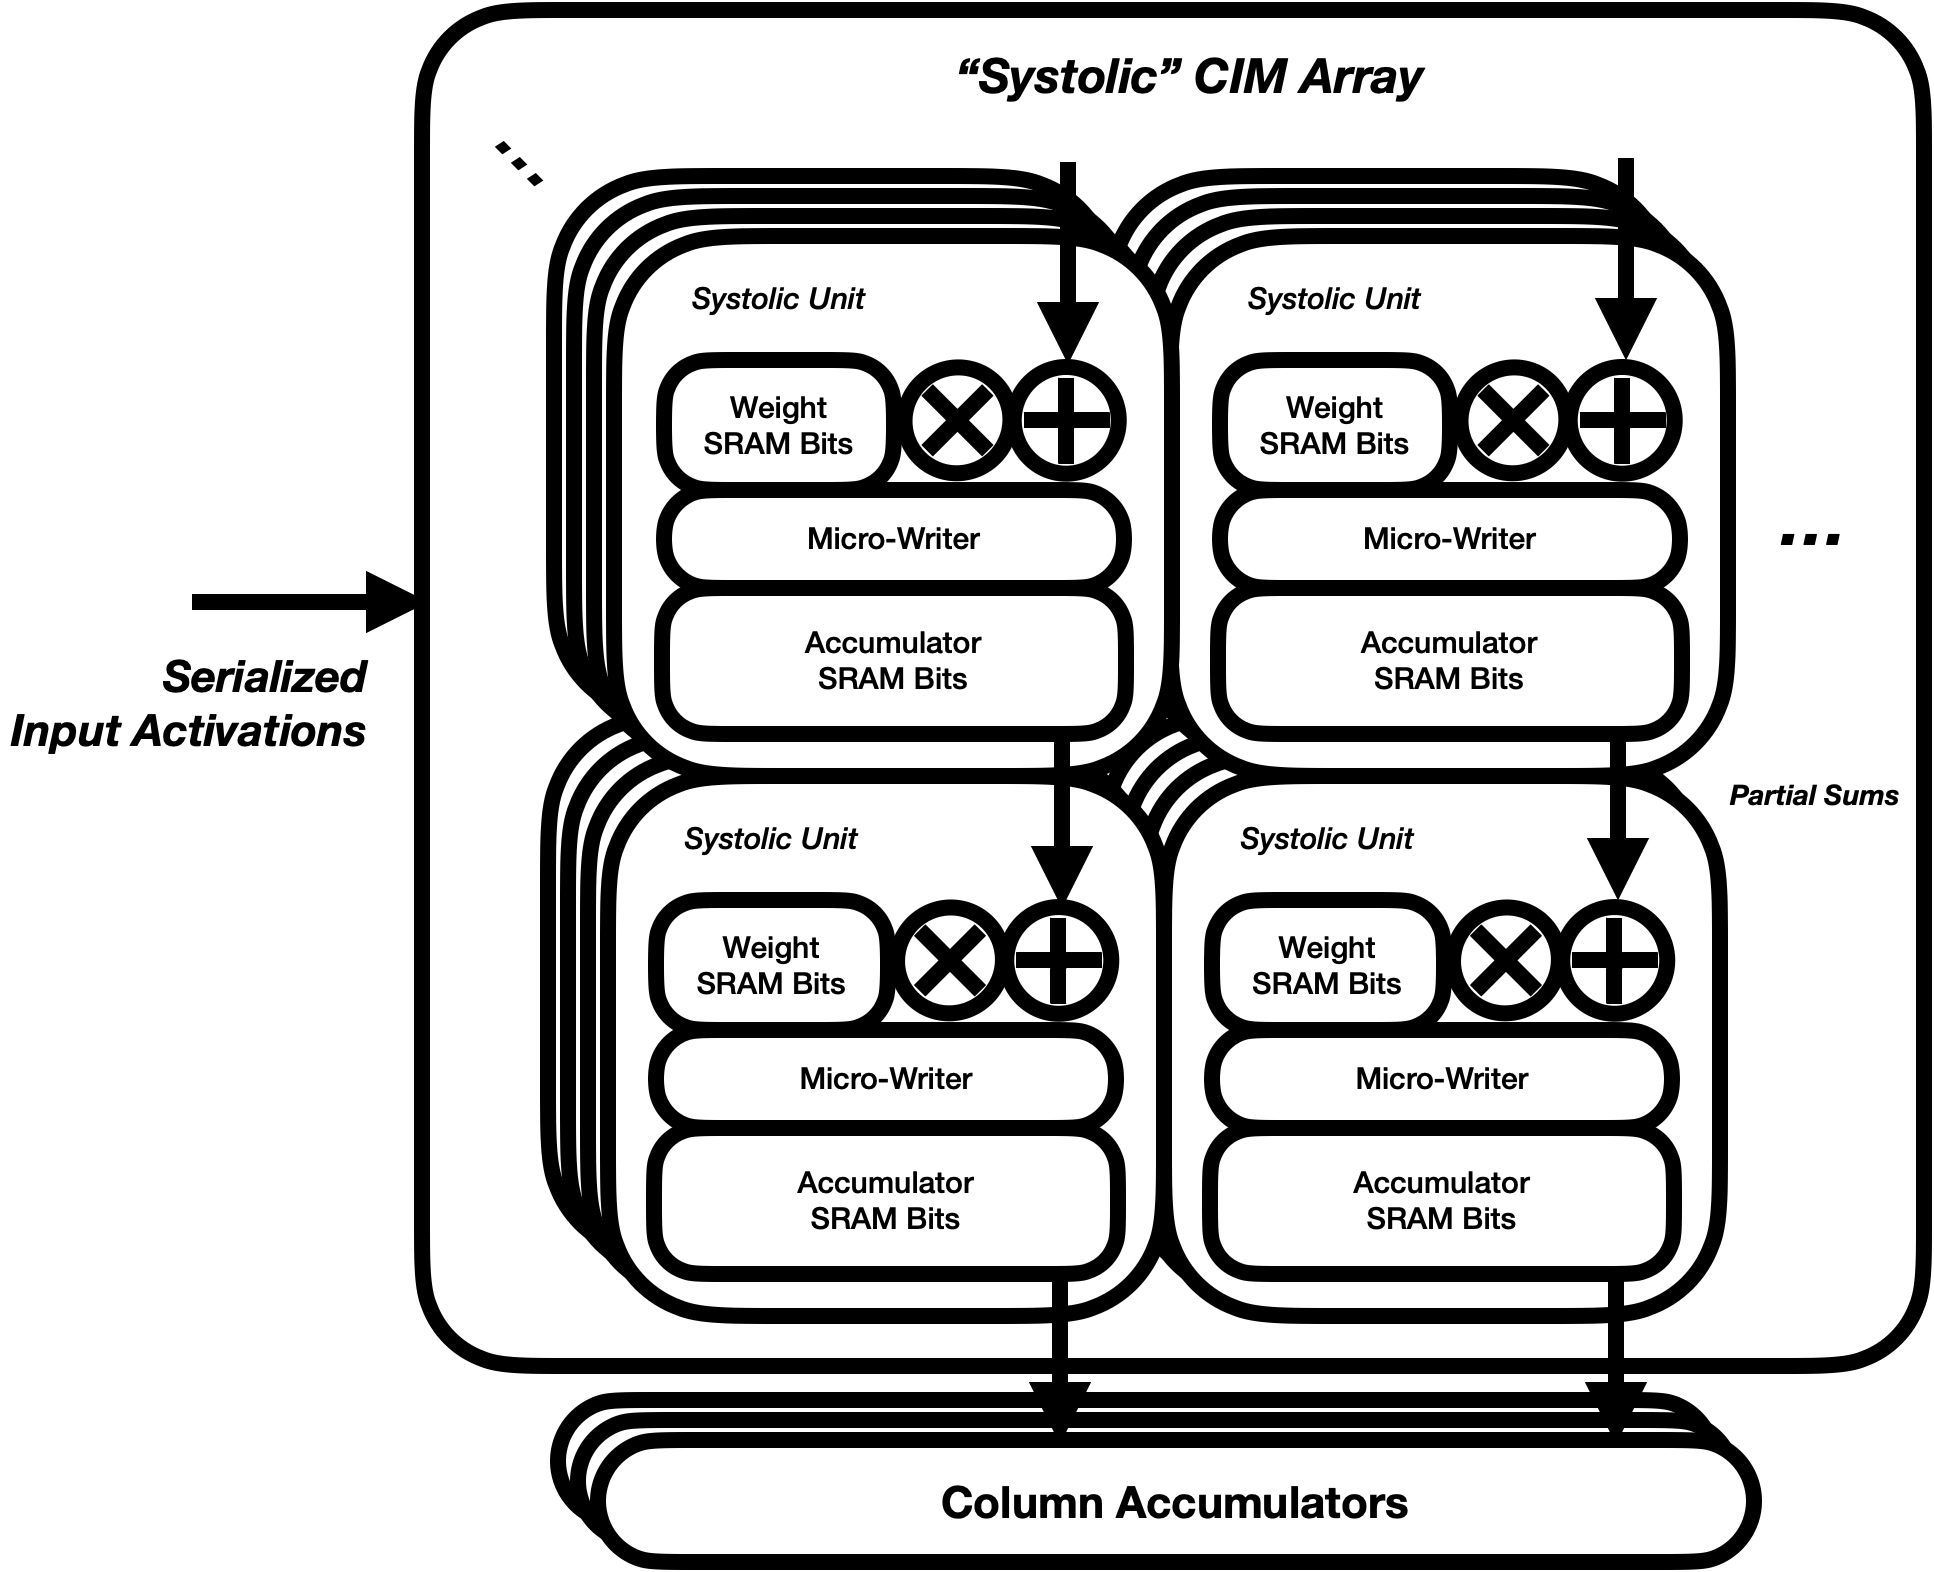 “Systolic” CIM Array
Systolic Unit
Weight
SRAM Bits
Micro-Writer
Accumulator
SRAM Bits
Systolic Unit
Weight
SRAM Bits
Micro-Writer
Accumulator
SRAM Bits
...
...
Serialized
Input Activations
Partial Sums
Systolic Unit
Weight
SRAM Bits
Micro-Writer
Accumulator
SRAM Bits
Systolic Unit
Weight
SRAM Bits
Micro-Writer
Accumulator
SRAM Bits
Column Accumulators